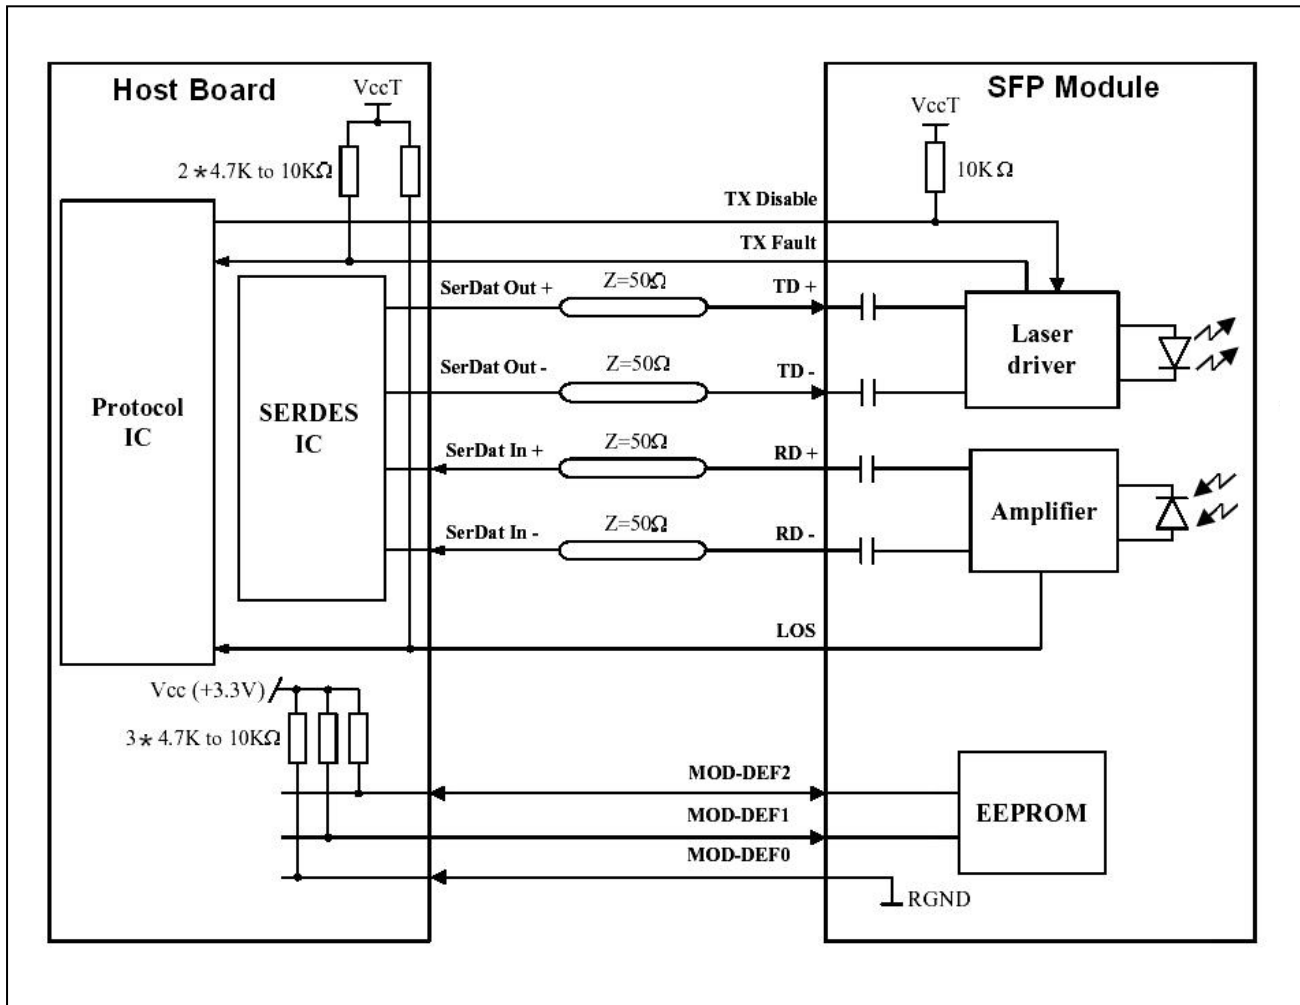 Host Board
SFP Module
VccT
VccT
2*4.7K to 10KΩ
10KΩ
TX Disable
TX Fault
SerDat Out +
Z=50Ω
TD +
SerDat Out -
Z=50Ω
TD -
Laser
driver
Protocol
IC
SERDES
IC
SerDat In +
Z=50Ω
RD +
SerDat In -
Z=50Ω
RD -
Amplifier
LOS
Vcc (+3.3V)
3*4.7K to 10KΩ
MOD-DEF2
MOD-DEF1
MOD-DEF0
EEPROM
RGND